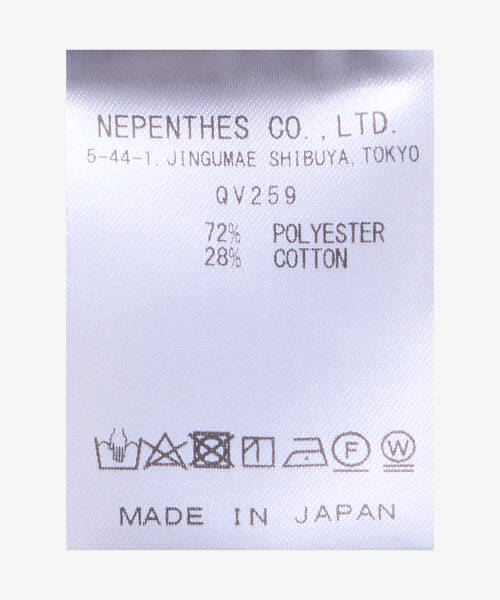 NEPENTHES CO.,LTD.
5-44-1, JINGUMAE SHIBUYA, TOKYO
QV259
72% POLYESTER
28% COTTON
F W
MADE IN JAPAN